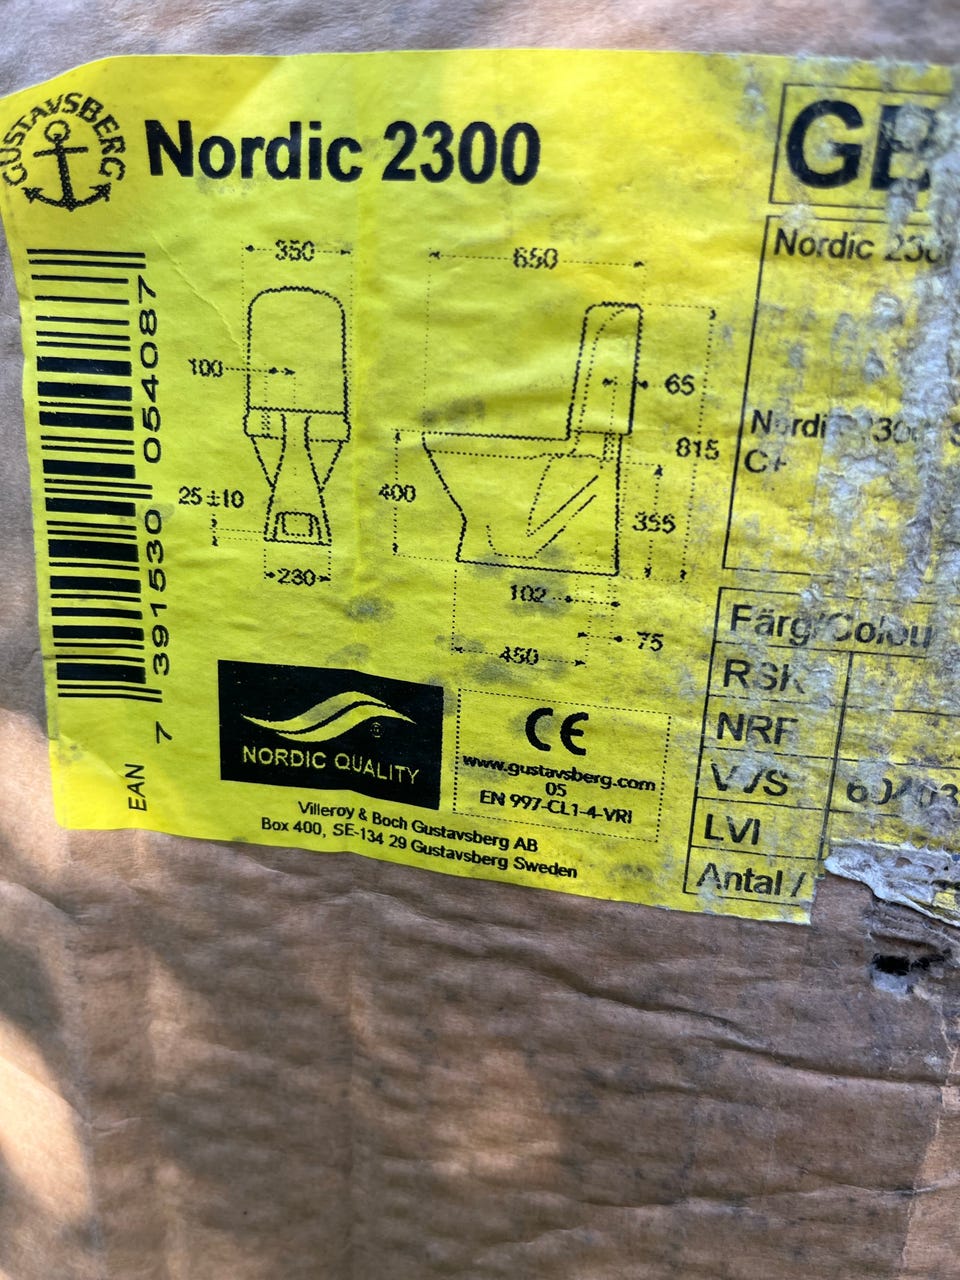 GUSTAVSBERG
Nordic 2300
350
650
100
65
815
25±10
400
355
230
102
75
450
EAN
7 391530 054087
NORDIC QUALITY
®
CE
www.gustavsberg.com
05
EN 997-CL1-4-VRI
Villeroy & Boch Gustavsberg AB
Box 400, SE-134 29 Gustavsberg Sweden
Nordic
Färg/Colou
RSK
NRF
VVS
LVI
Antal /